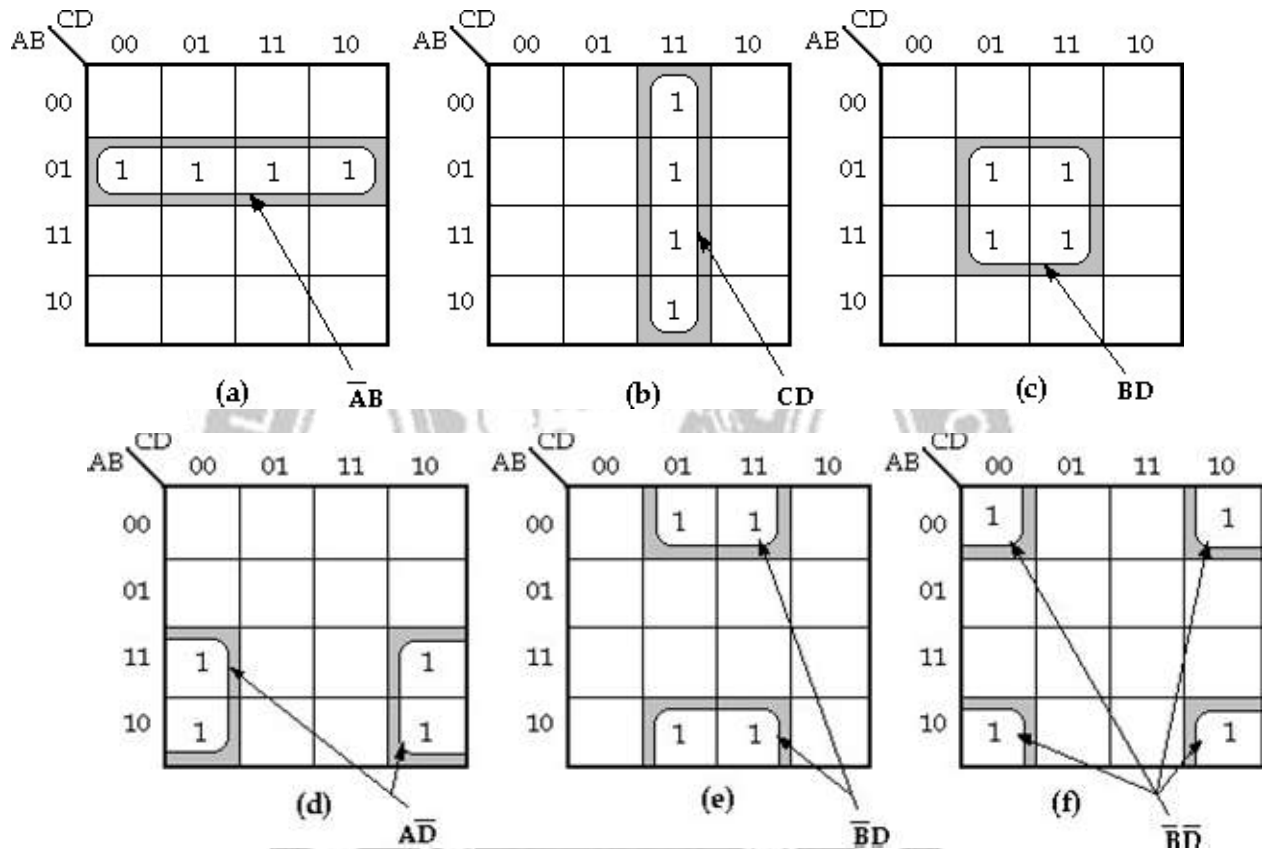 CD CD CD
AB 00 01 11 10 AB 00 01 11 10 AB 00 01 11 10
00 00 1 00
01 1 1 1 1 01 1 01 1 1
11 11 1 11 1 1
10 10 1 10
(a) A̅B (b) CD (c) BD
CD CD CD
AB 00 01 11 10 AB 00 01 11 10 AB 00 01 11 10
00 00 1 1 00 1 1
01 01 01
11 1 1 11 11
10 1 1 10 1 1 10 1 1
(d) (e) (f)
AD̅ B̅D B̅D̅